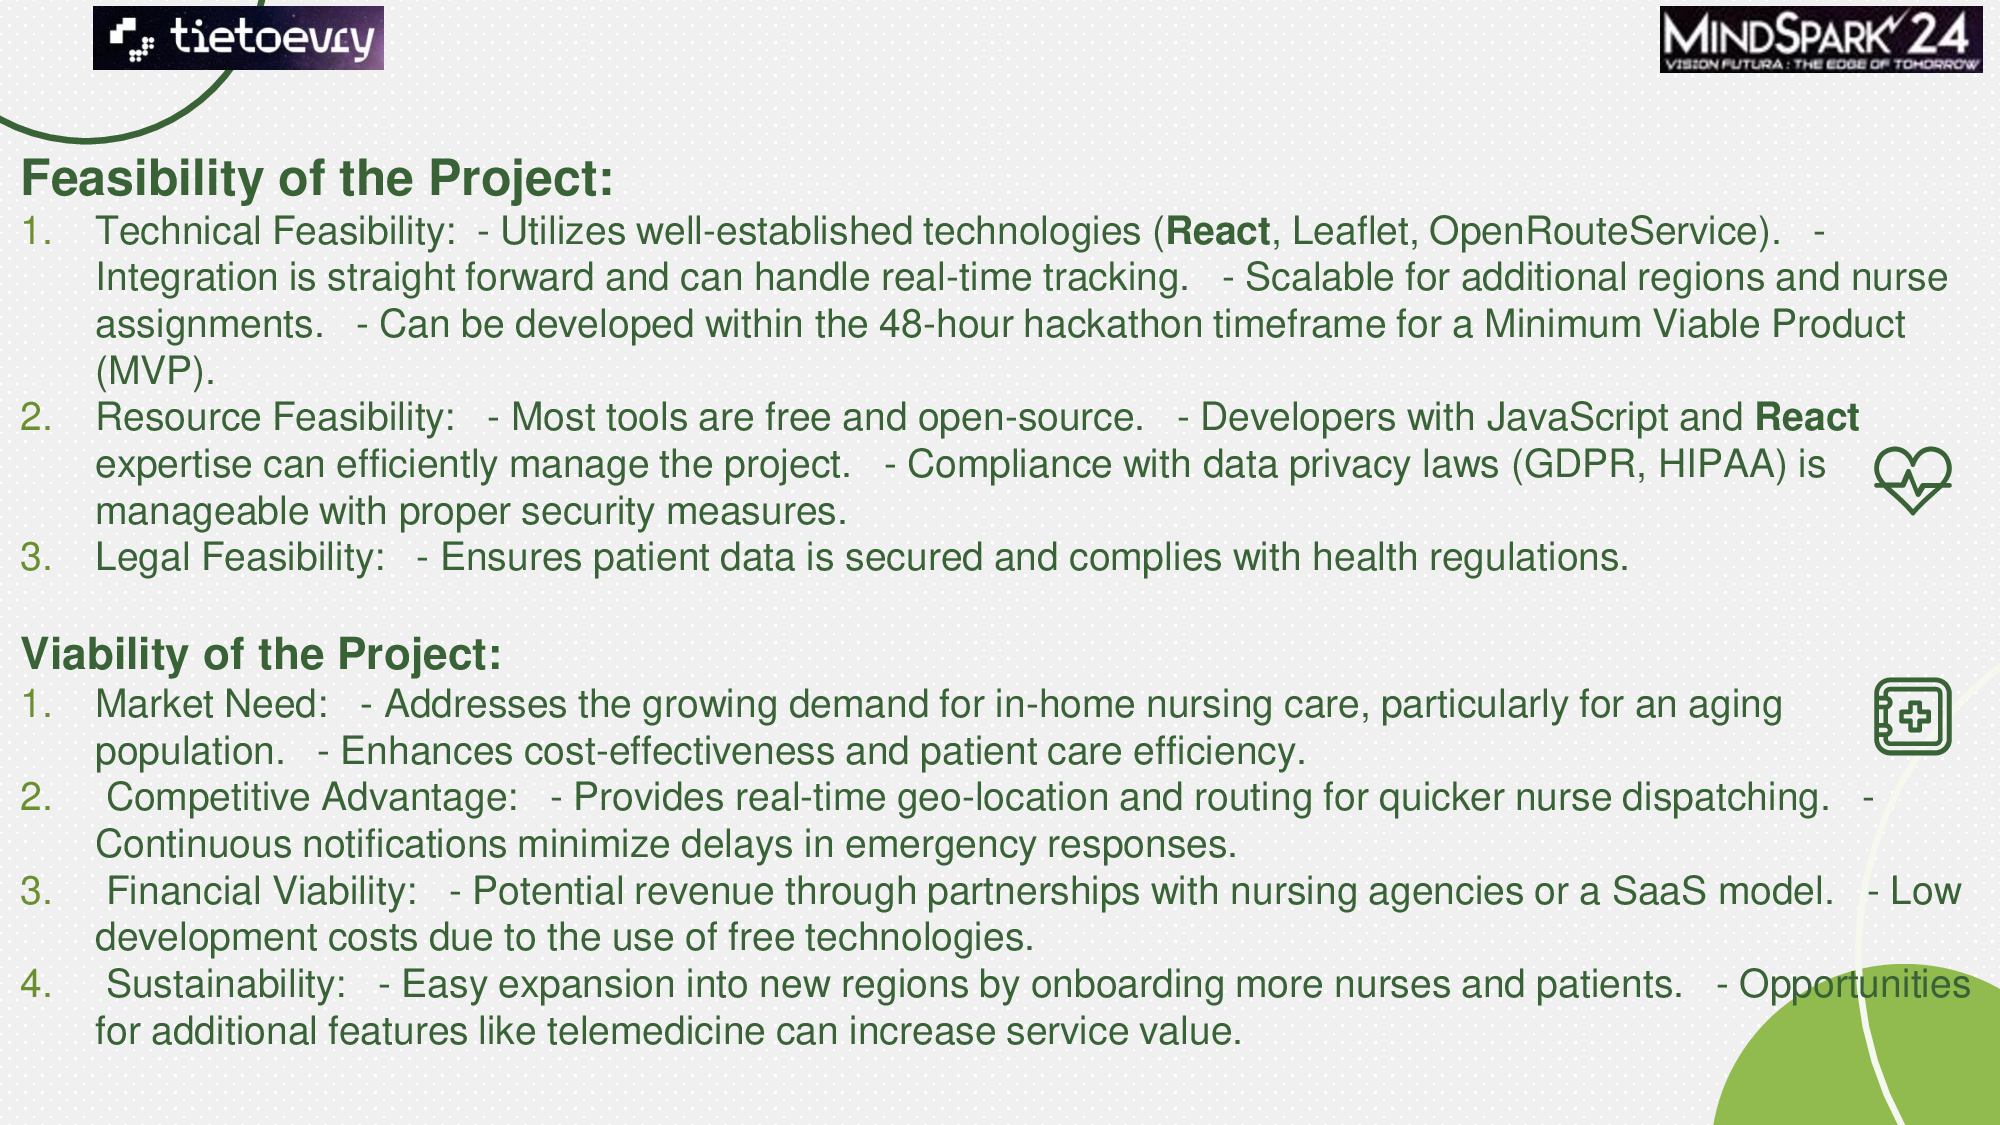 tietoevry
MINDSPARK'24
VISION FUTURA : THE EDGE OF TOMORROW
Feasibility of the Project:
1. Technical Feasibility:  - Utilizes well-established technologies (React, Leaflet, OpenRouteService).   -
Integration is straight forward and can handle real-time tracking.   - Scalable for additional regions and nurse
assignments.   - Can be developed within the 48-hour hackathon timeframe for a Minimum Viable Product
(MVP).
2. Resource Feasibility:   - Most tools are free and open-source.   - Developers with JavaScript and React
expertise can efficiently manage the project.   - Compliance with data privacy laws (GDPR, HIPAA) is
manageable with proper security measures.
3. Legal Feasibility:   - Ensures patient data is secured and complies with health regulations.
Viability of the Project:
1. Market Need:   - Addresses the growing demand for in-home nursing care, particularly for an aging
population.   - Enhances cost-effectiveness and patient care efficiency.
2. Competitive Advantage:   - Provides real-time geo-location and routing for quicker nurse dispatching.   -
Continuous notifications minimize delays in emergency responses.
3. Financial Viability:   - Potential revenue through partnerships with nursing agencies or a SaaS model.   - Low
development costs due to the use of free technologies.
4. Sustainability:   - Easy expansion into new regions by onboarding more nurses and patients.   - Opportunities
for additional features like telemedicine can increase service value.